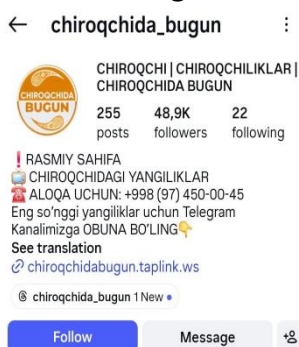 chiroqchida_bugun
CHIROQCHIDA
BUGUN
CHIROQCHI | CHIROQCHILIKLAR |
CHIROQCHIDA BUGUN
255 48,9K 22
posts followers following
RASMIY SAHIFA
CHIROQCHIDAGI YANGILIKLAR
ALOQA UCHUN: +998 (97) 450-00-45
Eng so'nggi yangiliklar uchun Telegram
Kanalimizga OBUNA BO'LING
See translation
chiroqchidabugun.taplink.ws
chiroqchida_bugun 1 New
Follow Message